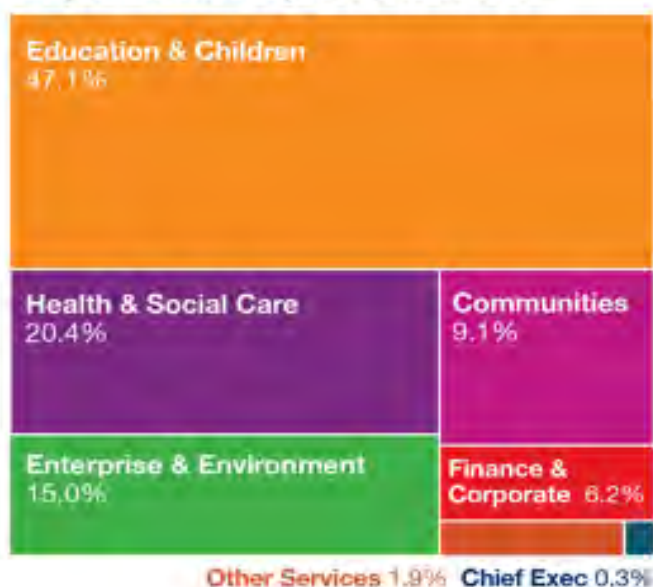 Education & Children
47.1%
Health & Social Care
20.4%
Communities
9.1%
Enterprise & Environment
15.0%
Finance &
Corporate 6.2%
Other Services 1.9% Chief Exec 0.3%